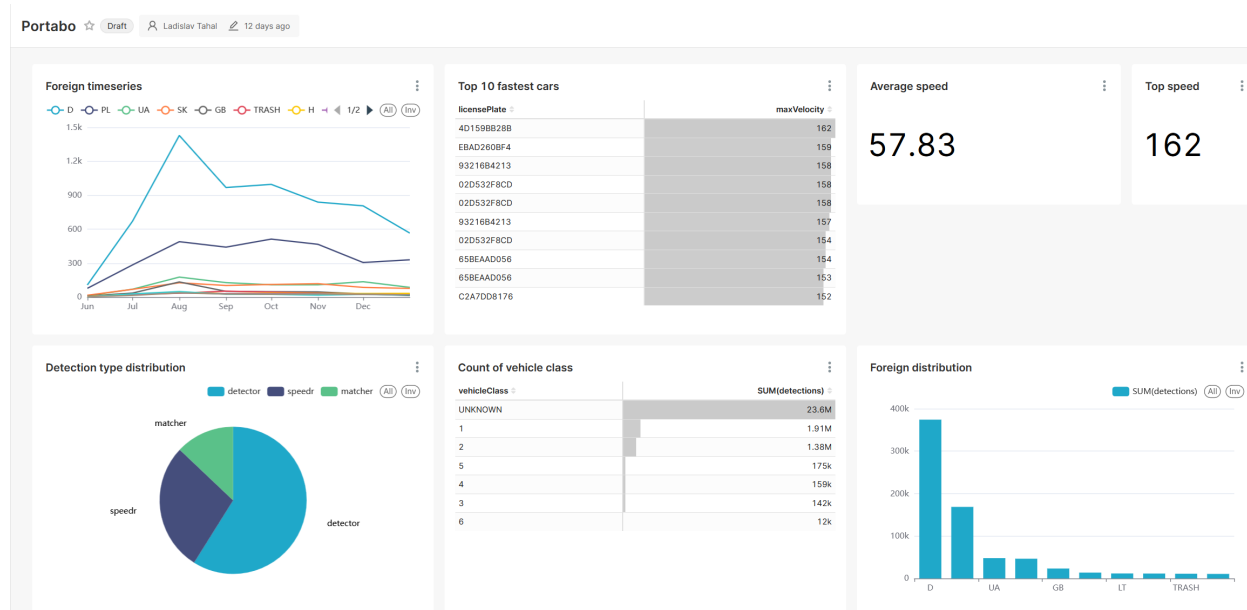 Portabo Draft Ladislav Tahal 12 days ago
Foreign timeseries
D PL UA SK GB TRASH H 1/2 All Inv
1.5k
1.2k
900
600
300
0
Jun Jul Aug Sep Oct Nov Dec
Top 10 fastest cars
licensePlate maxVelocity
4D159BB28B 162
EBAD260BF4 159
93216B4213 158
02D532F8CD 158
02D532F8CD 158
93216B4213 157
02D532F8CD 154
65BEAAD056 154
65BEAAD056 153
C2A7DD8176 152
Average speed
57.83
Top speed
162
Detection type distribution
detector speedr matcher All Inv
matcher
speedr
detector
Count of vehicle class
vehicleClass SUM(detections)
UNKNOWN 23.6M
1 1.91M
2 1.38M
5 175k
4 159k
3 142k
6 12k
Foreign distribution
SUM(detections) All Inv
400k
300k
200k
100k
0
D UA GB LT TRASH